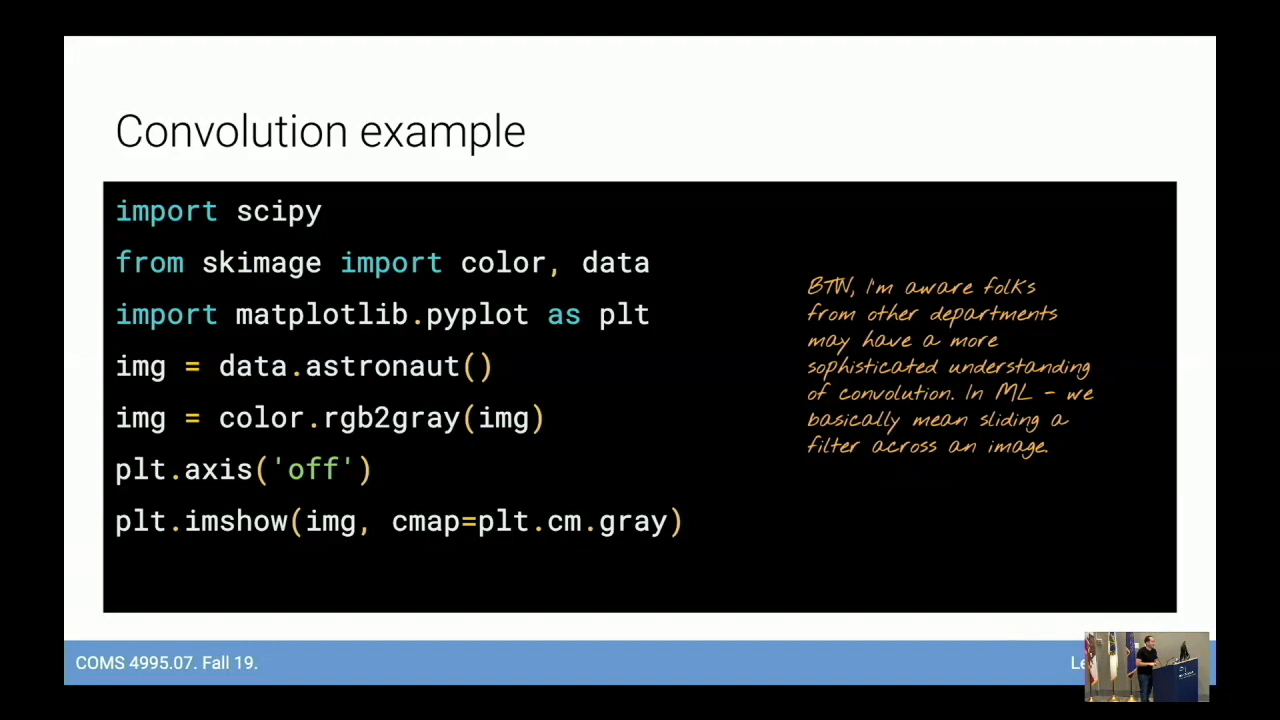 Convolution example
import scipy
from skimage import color, data
import matplotlib.pyplot as plt
img = data.astronaut()
img = color.rgb2gray(img)
plt.axis('off')
plt.imshow(img, cmap=plt.cm.gray)
BTW, I'm aware folks
from other departments
may have a more
sophisticated understanding
of convolution. In ML - we
basically mean sliding a
filter across an image.
COMS 4995.07. Fall 19.